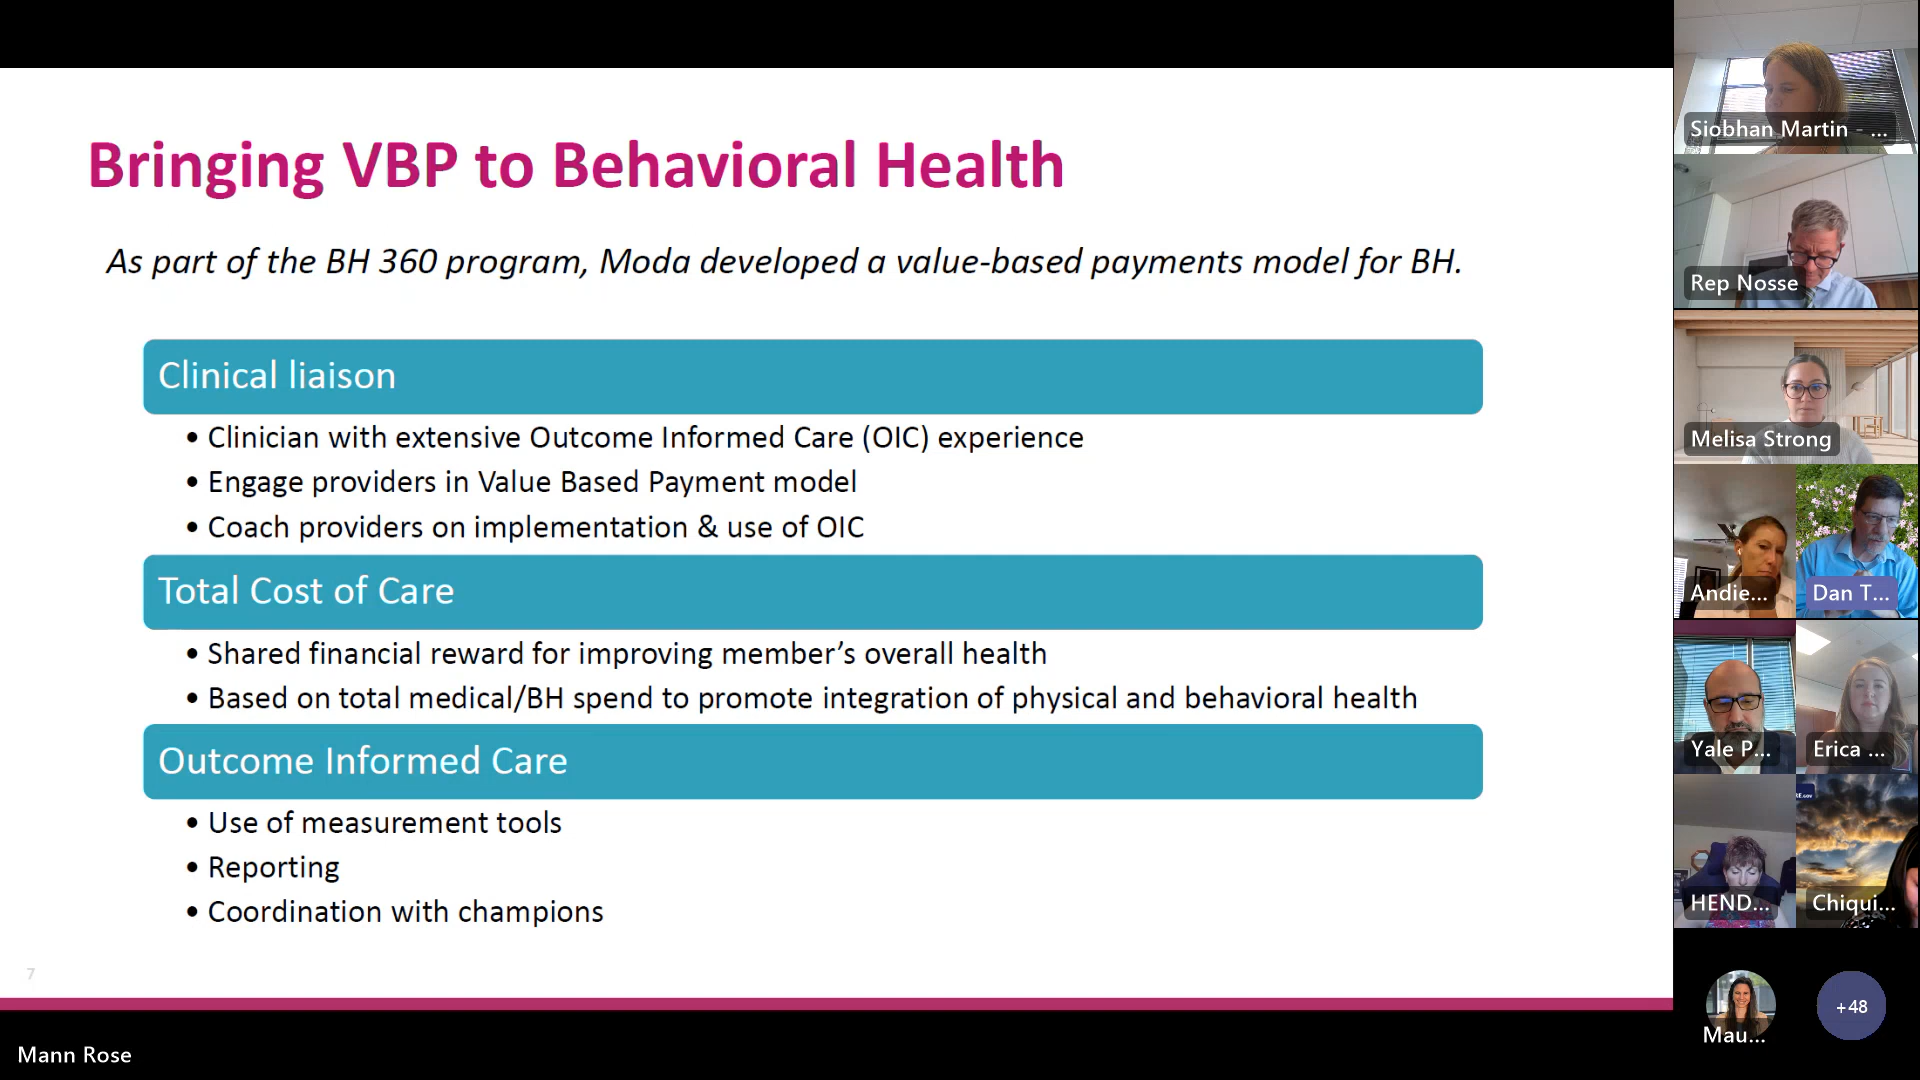 Bringing VBP to Behavioral Health
As part of the BH 360 program, Moda developed a value-based payments model for BH.
Clinical liaison
• Clinician with extensive Outcome Informed Care (OIC) experience
• Engage providers in Value Based Payment model
• Coach providers on implementation & use of OIC
Total Cost of Care
• Shared financial reward for improving member’s overall health
• Based on total medical/BH spend to promote integration of physical and behavioral health
Outcome Informed Care
• Use of measurement tools
• Reporting
• Coordination with champions
7
Mann Rose
Siobhan Martin - ...
Rep Nosse
Melisa Strong
Andie...
Dan T...
Yale P...
Erica ...
HEND...
Chiqui...
Mau...
+48